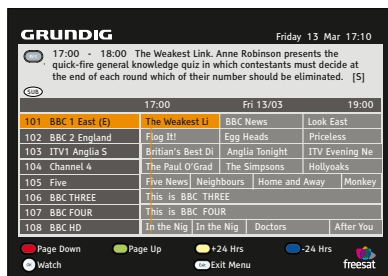 GRUNDIG Friday 13 Mar 17:10
17:00 - 18:00 The Weakest Link. Anne Robinson presents the
quick-fire general knowledge quiz in which contestants must decide at
the end of each round which of their number should be eliminated. [S]
SUB
17:00 Fri 13/03 19:00
101 BBC 1 East (E) The Weakest Li BBC News Look East
102 BBC 2 England Flog It! Egg Heads Priceless
103 ITV1 Anglia S Britian's Best Di Anglia Tonight ITV Evening Ne
104 Channel 4 The Paul O'Grad The Simpsons Hollyoaks
105 Five Five News Neighbours Home and Away Monkey
106 BBC THREE This is BBC THREE
107 BBC FOUR This is BBC FOUR
108 BBC HD In the Nig In the Nig Doctors After You
Page Down Page Up +24 Hrs -24 Hrs
Watch Exit Exit Menu freesat